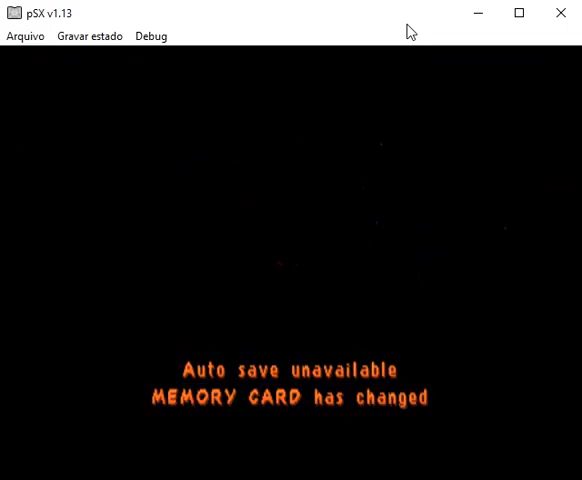 pSX v1.13
Arquivo Gravar estado Debug
Auto save unavailable
MEMORY CARD has changed